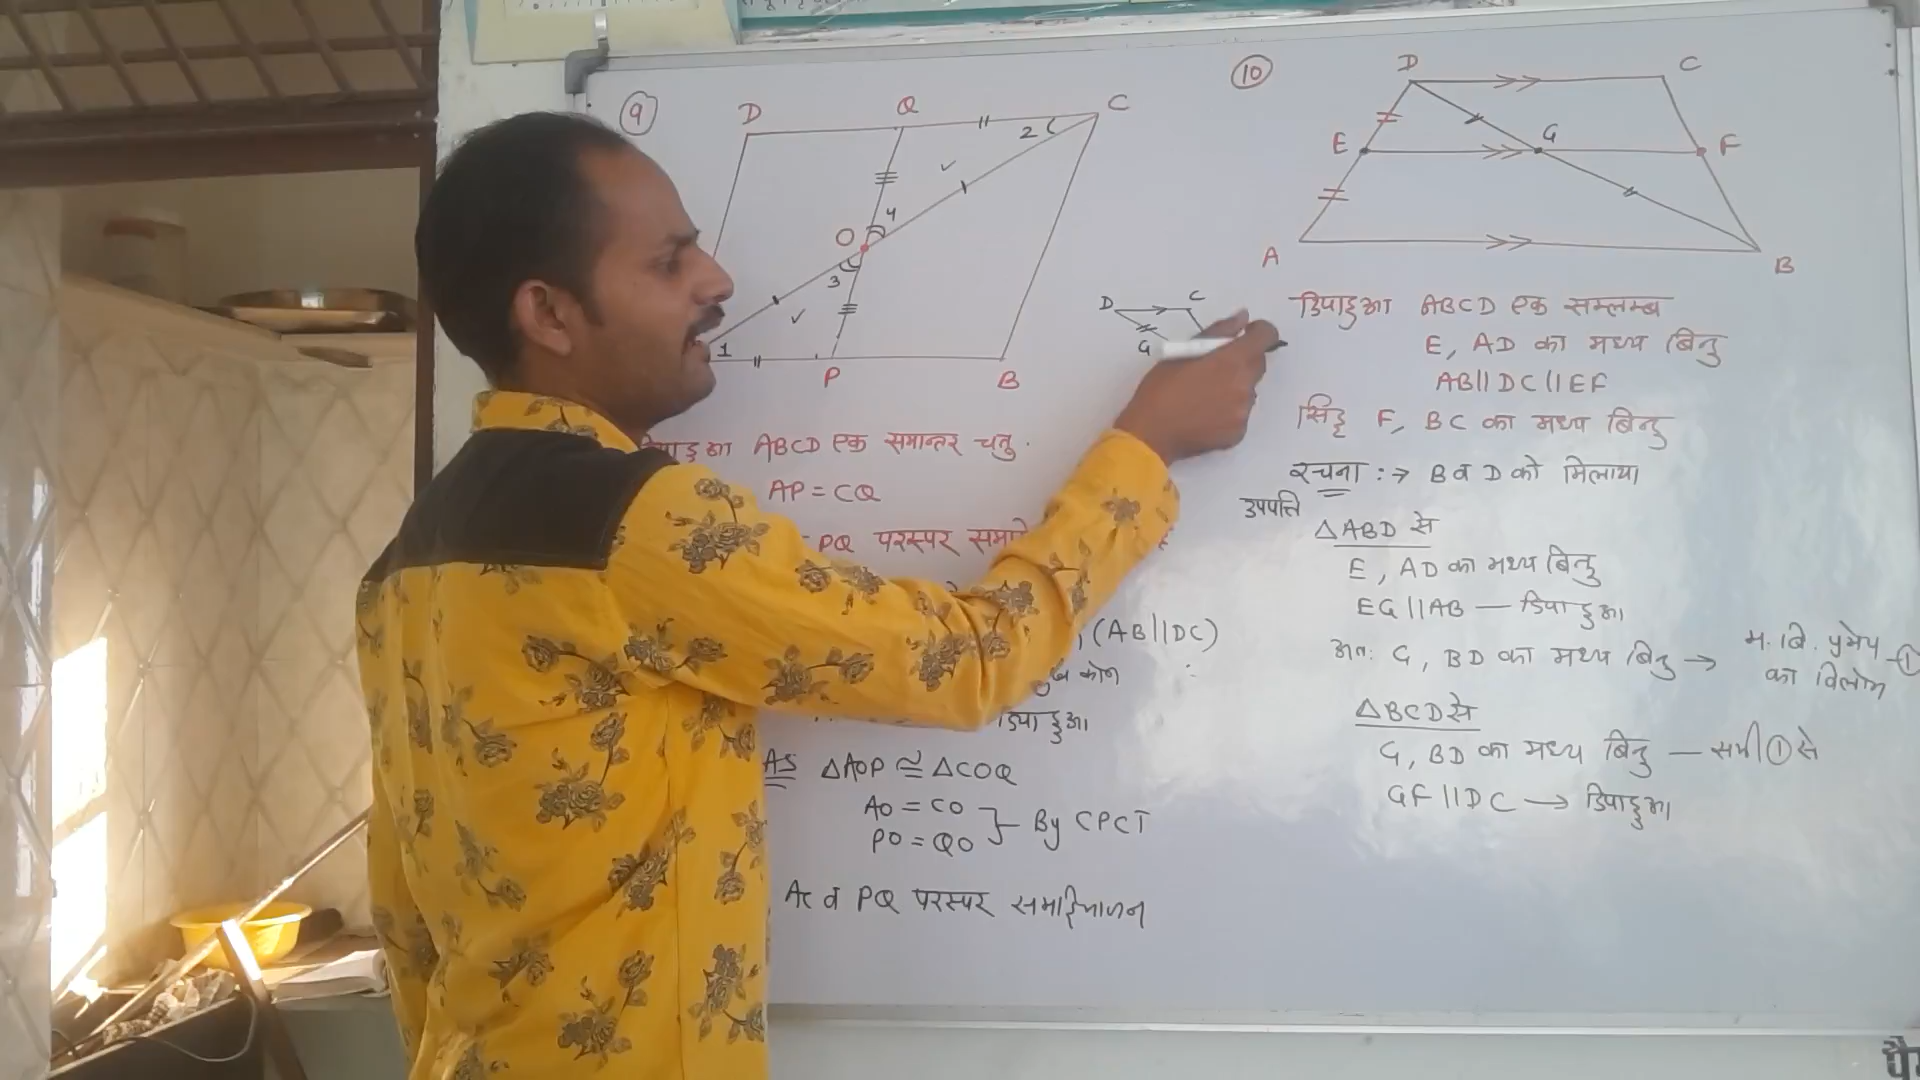 9
D Q C
2
4
O
3
1
P B
ABCD एक समान्तर चतु.
AP = CQ
PQ परस्पर
, (AB||DC)
कोन
ΔAOP ≅ ΔCOQ
AO = CO
PO = QO
By CPCT
AC व PQ परस्पर समद्विभाजन
D C
G
10
D C
E G F
A B
दिया हुआ ABCD एक समलम्ब
E, AD का मध्य बिन्दु
AB||DC||EF
सिद्ध F, BC का मध्य बिन्दु
रचना :→ B व D को मिलाया
उपपत्ति
ΔABD से
E, AD का मध्य बिन्दु
EG||AB — दिया हुआ
अतः G, BD का मध्य बिन्दु → म. बि. प्रमेय का विलोम —①
ΔBCD से
G, BD का मध्य बिन्दु — समी ① से
GF||DC → दिया हुआ